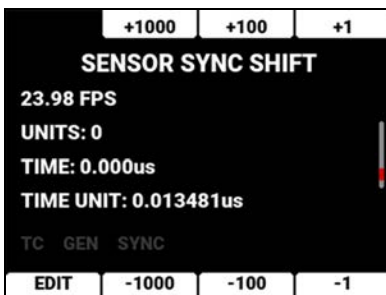 +1000 +100 +1
SENSOR SYNC SHIFT
23.98 FPS
UNITS: 0
TIME: 0.000us
TIME UNIT: 0.013481us
TC GEN SYNC
EDIT -1000 -100 -1